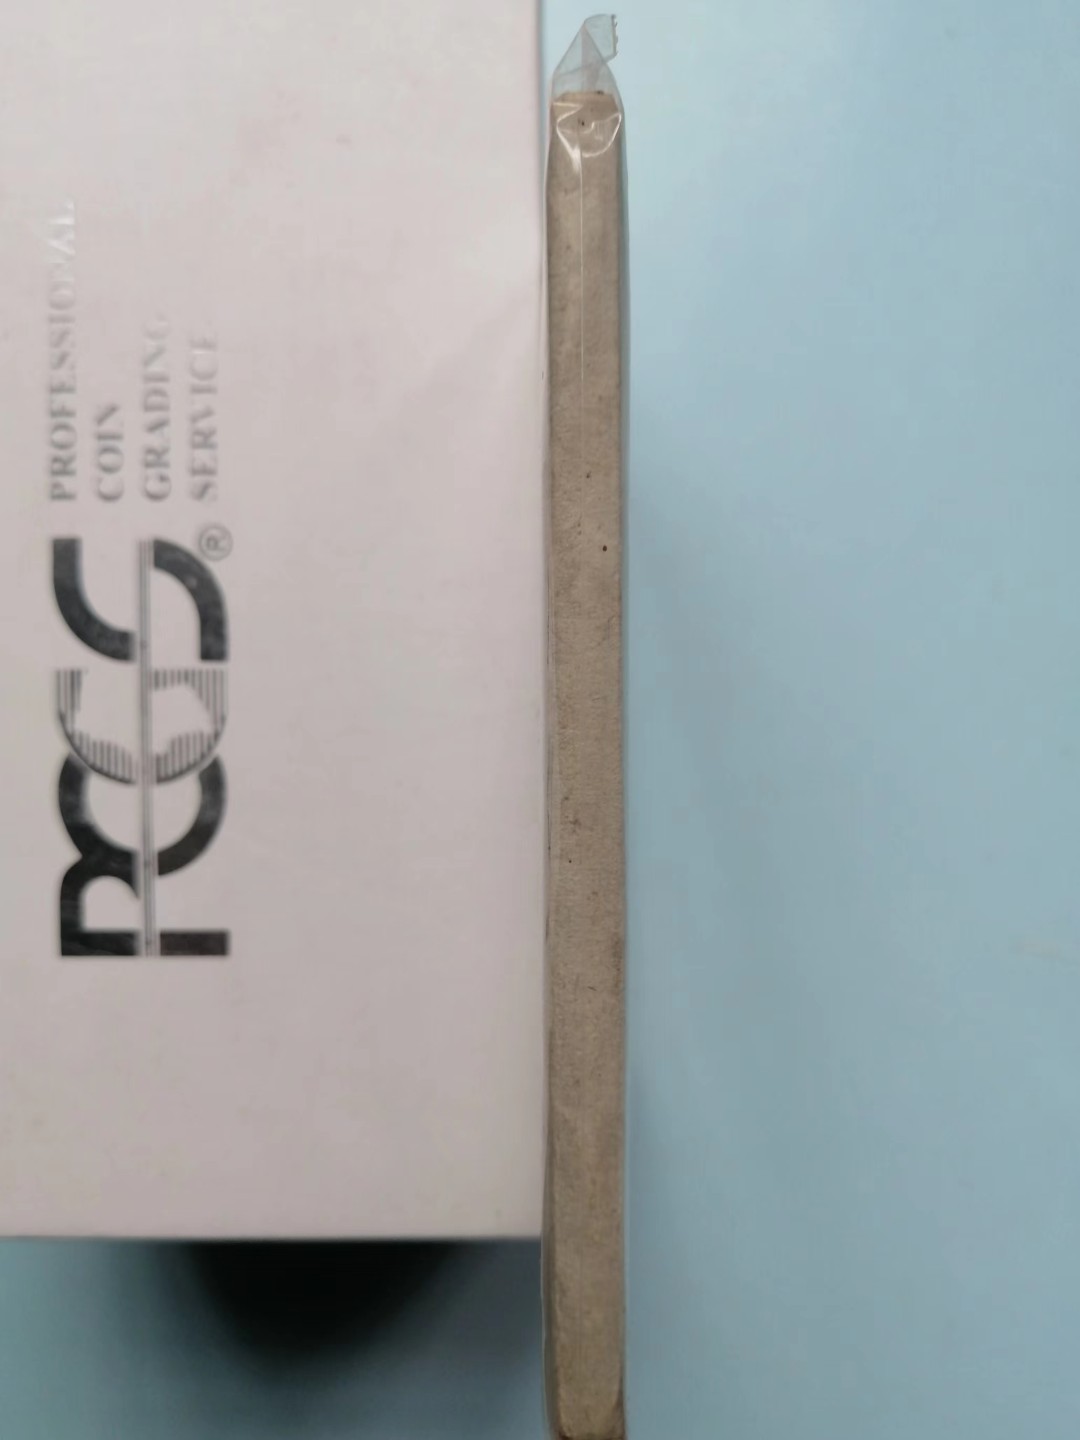 PCGS®
PROFESSIONAL
COIN
GRADING
SERVICE